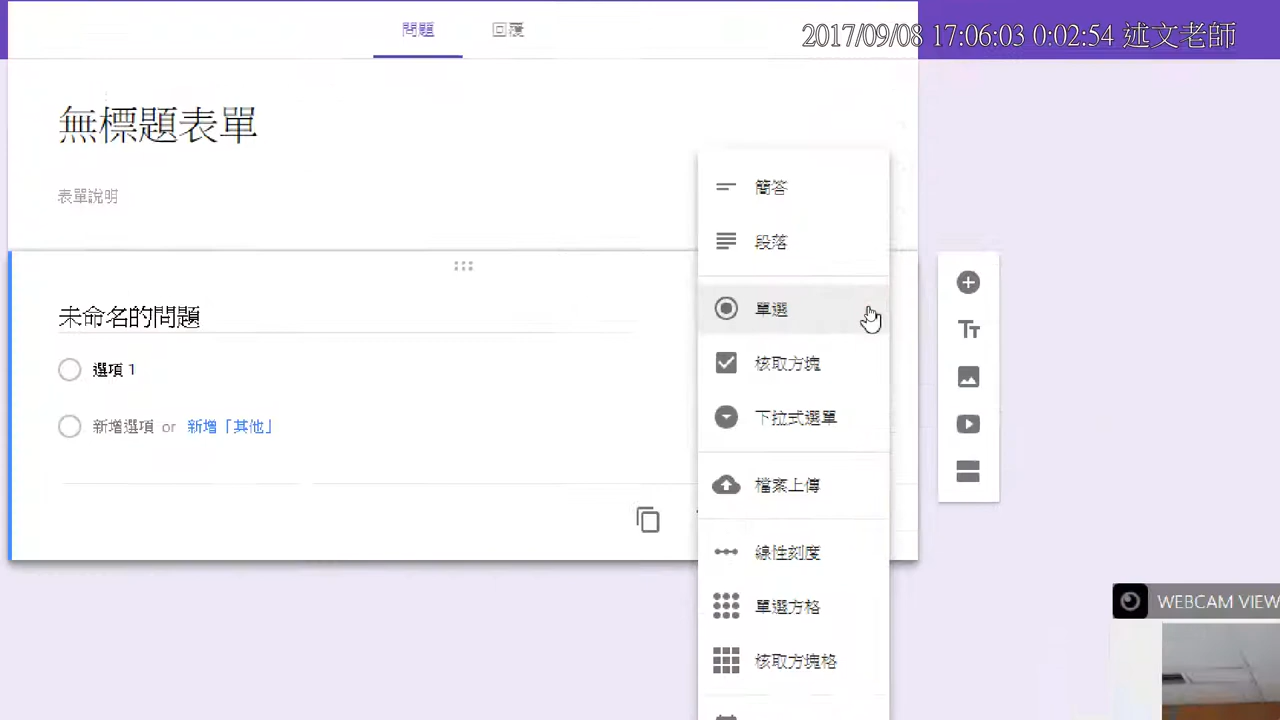 問題 回覆
2017/09/08 17:06:03 0:02:54 述文老師
無標題表單
表單說明
簡答
段落
單選
核取方塊
下拉式選單
檔案上傳
線性刻度
單選方格
核取方塊格
未命名的問題
選項 1
新增選項 or 新增「其他」
Tт
WEBCAM VIEW